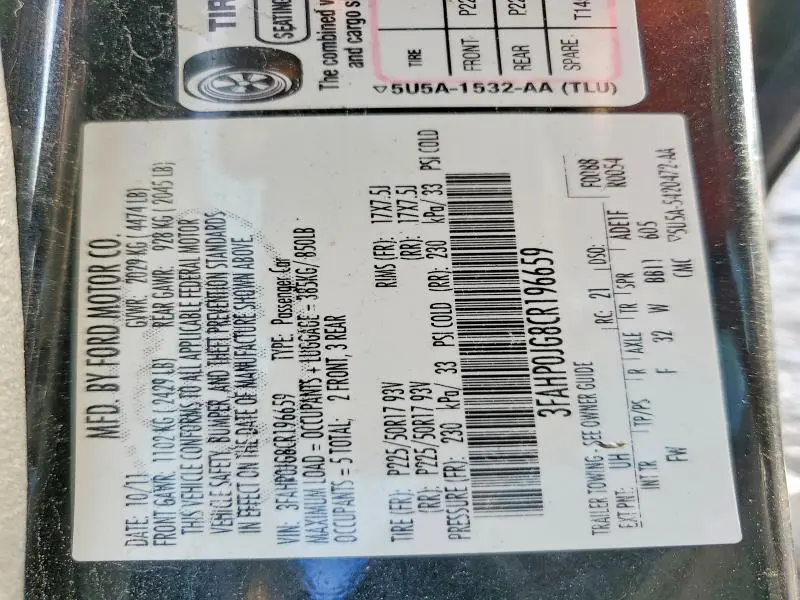 TIR
SEATING
The combined
and cargo s
TIRE
FRONT
REAR
SPARE
P22
P22
T14
5U5A-1532-AA (TLU)
MFD. BY FORD MOTOR CO.
DATE: 10/11 GVWR: 2029 KG (4474 LB)
FRONT GAWR: 1102 KG (2429 LB) REAR GAWR: 928 KG (2045 LB)
THIS VEHICLE CONFORMS TO ALL APPLICABLE FEDERAL MOTOR
VEHICLE SAFETY, BUMPER, AND THEFT PREVENTION STANDARDS
IN EFFECT ON THE DATE OF MANUFACTURE SHOWN ABOVE.
VIN: 3FAHP0JG8CR196659 TYPE: Passenger Car
MAXIMUM LOAD = OCCUPANTS + LUGGAGE = 385KG/ 850LB
OCCUPANTS = 5 TOTAL; 2 FRONT, 3 REAR
TIRE (FR): P225/50R17 93V RIMS (FR): 17X7.5J
(RR): P225/50R17 93V (RR): 17X7.5J
PRESSURE (FR): 230 kPa/ 33 PSI COLD (RR): 230 kPa/ 33 PSI COLD
3FAHP0JG8CR196659
TRAILER TOWING - SEE OWNER GUIDE
F0088
R0054
EXT PNT: UH RC: 21 DSO:
INT TR TP/PS R AXLE TR SPR ADE1F
FW F 32 W BB11 605
CMC 5U5A-5420472-AA